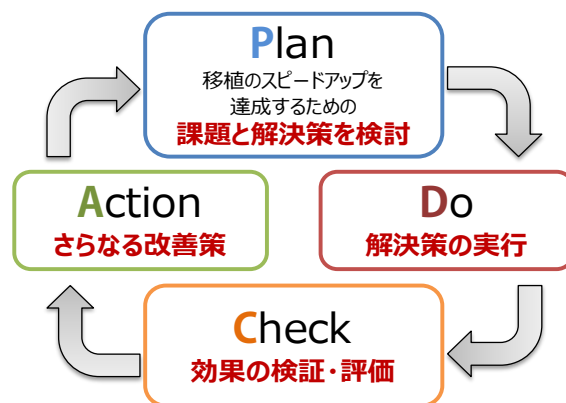 Plan
移植のスピードアップを
達成するための
課題と解決策を検討
Do
解決策の実行
Check
効果の検証・評価
Action
さらなる改善策